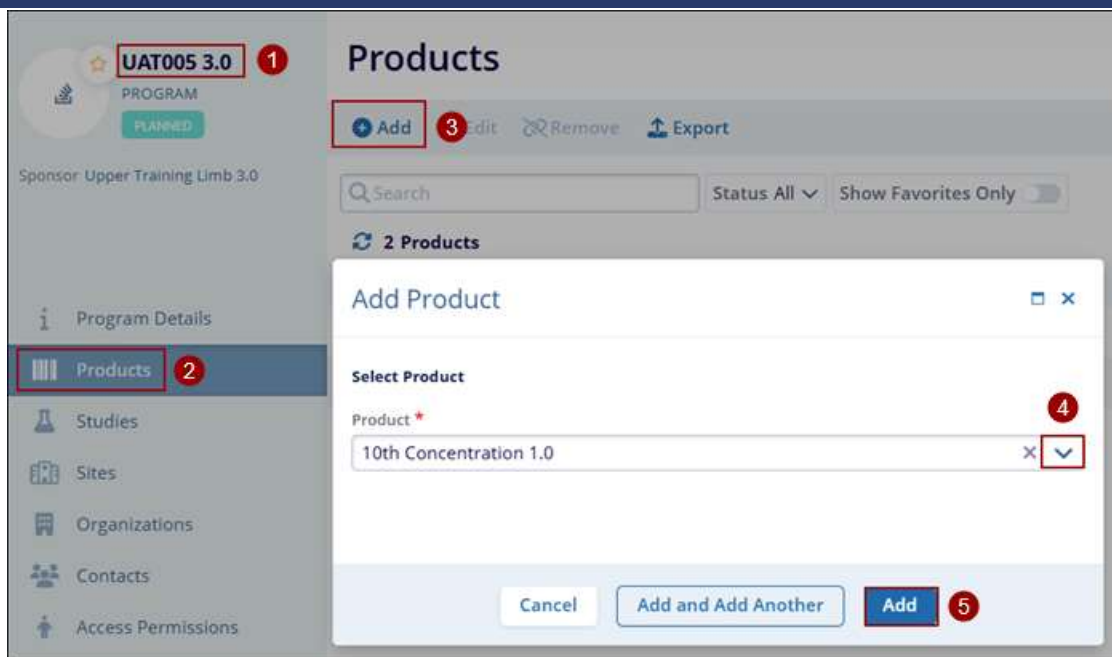 UAT005 3.0 1
PROGRAM
PLANNED
Sponsor Upper Training Limb 3.0
Program Details
Products 2
Studies
Sites
Organizations
Contacts
Access Permissions
Products
Add 3 Edit Remove Export
Search Status All Show Favorites Only
2 Products
Add Product
Select Product
Product *
4
10th Concentration 1.0
Cancel Add and Add Another Add 5